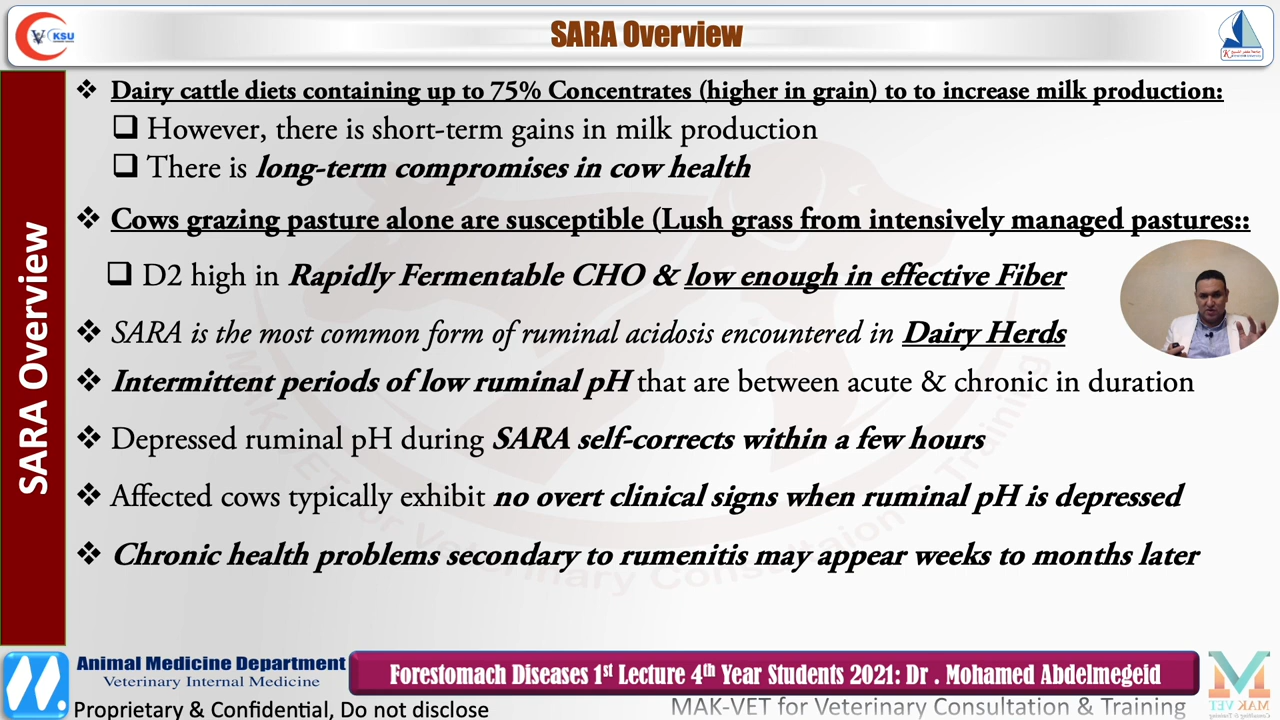 KSU
SARA Overview
SARA Overview
❖ Dairy cattle diets containing up to 75% Concentrates (higher in grain) to to increase milk production:
❑ However, there is short-term gains in milk production
❑ There is long-term compromises in cow health
❖ Cows grazing pasture alone are susceptible (Lush grass from intensively managed pastures::
❑ D2 high in Rapidly Fermentable CHO & low enough in effective Fiber
❖ SARA is the most common form of ruminal acidosis encountered in Dairy Herds
❖ Intermittent periods of low ruminal pH that are between acute & chronic in duration
❖ Depressed ruminal pH during SARA self-corrects within a few hours
❖ Affected cows typically exhibit no overt clinical signs when ruminal pH is depressed
❖ Chronic health problems secondary to rumenitis may appear weeks to months later
MAK-VET for Veterinary Consultaion & Training
Animal Medicine Department
Veterinary Internal Medicine
Forestomach Diseases 1st Lecture 4th Year Students 2021: Dr . Mohamed Abdelmegeid
Proprietary & Confidential, Do not disclose
MAK-VET for Veterinary Consultation & Training
MAK VET